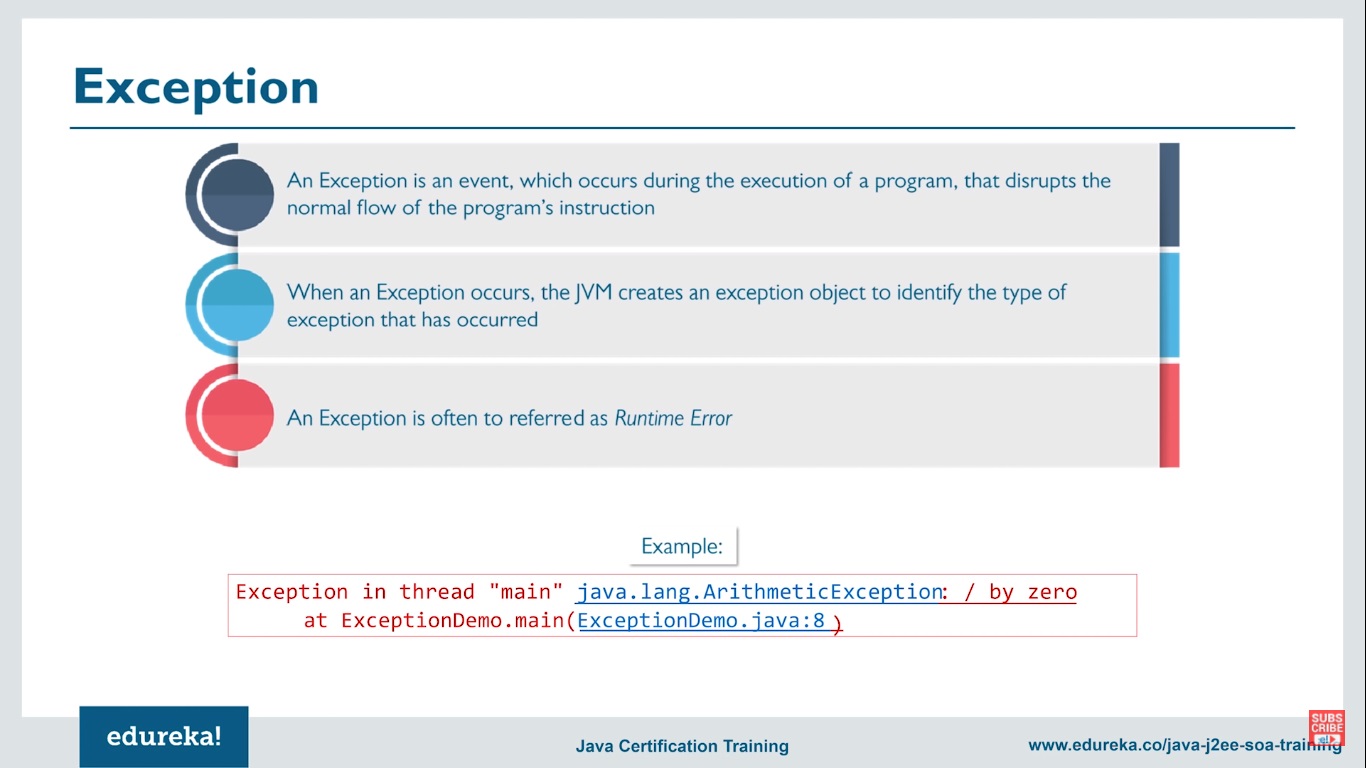 Exception
An Exception is an event, which occurs during the execution of a program, that disrupts the
normal flow of the program's instruction
When an Exception occurs, the JVM creates an exception object to identify the type of
exception that has occurred
An Exception is often to referred as Runtime Error
Example:
Exception in thread "main" java.lang.ArithmeticException: / by zero
at ExceptionDemo.main(ExceptionDemo.java:8 )
edureka!
Java Certification Training
www.edureka.co/java-j2ee-soa-training
SUBS
CRIBE